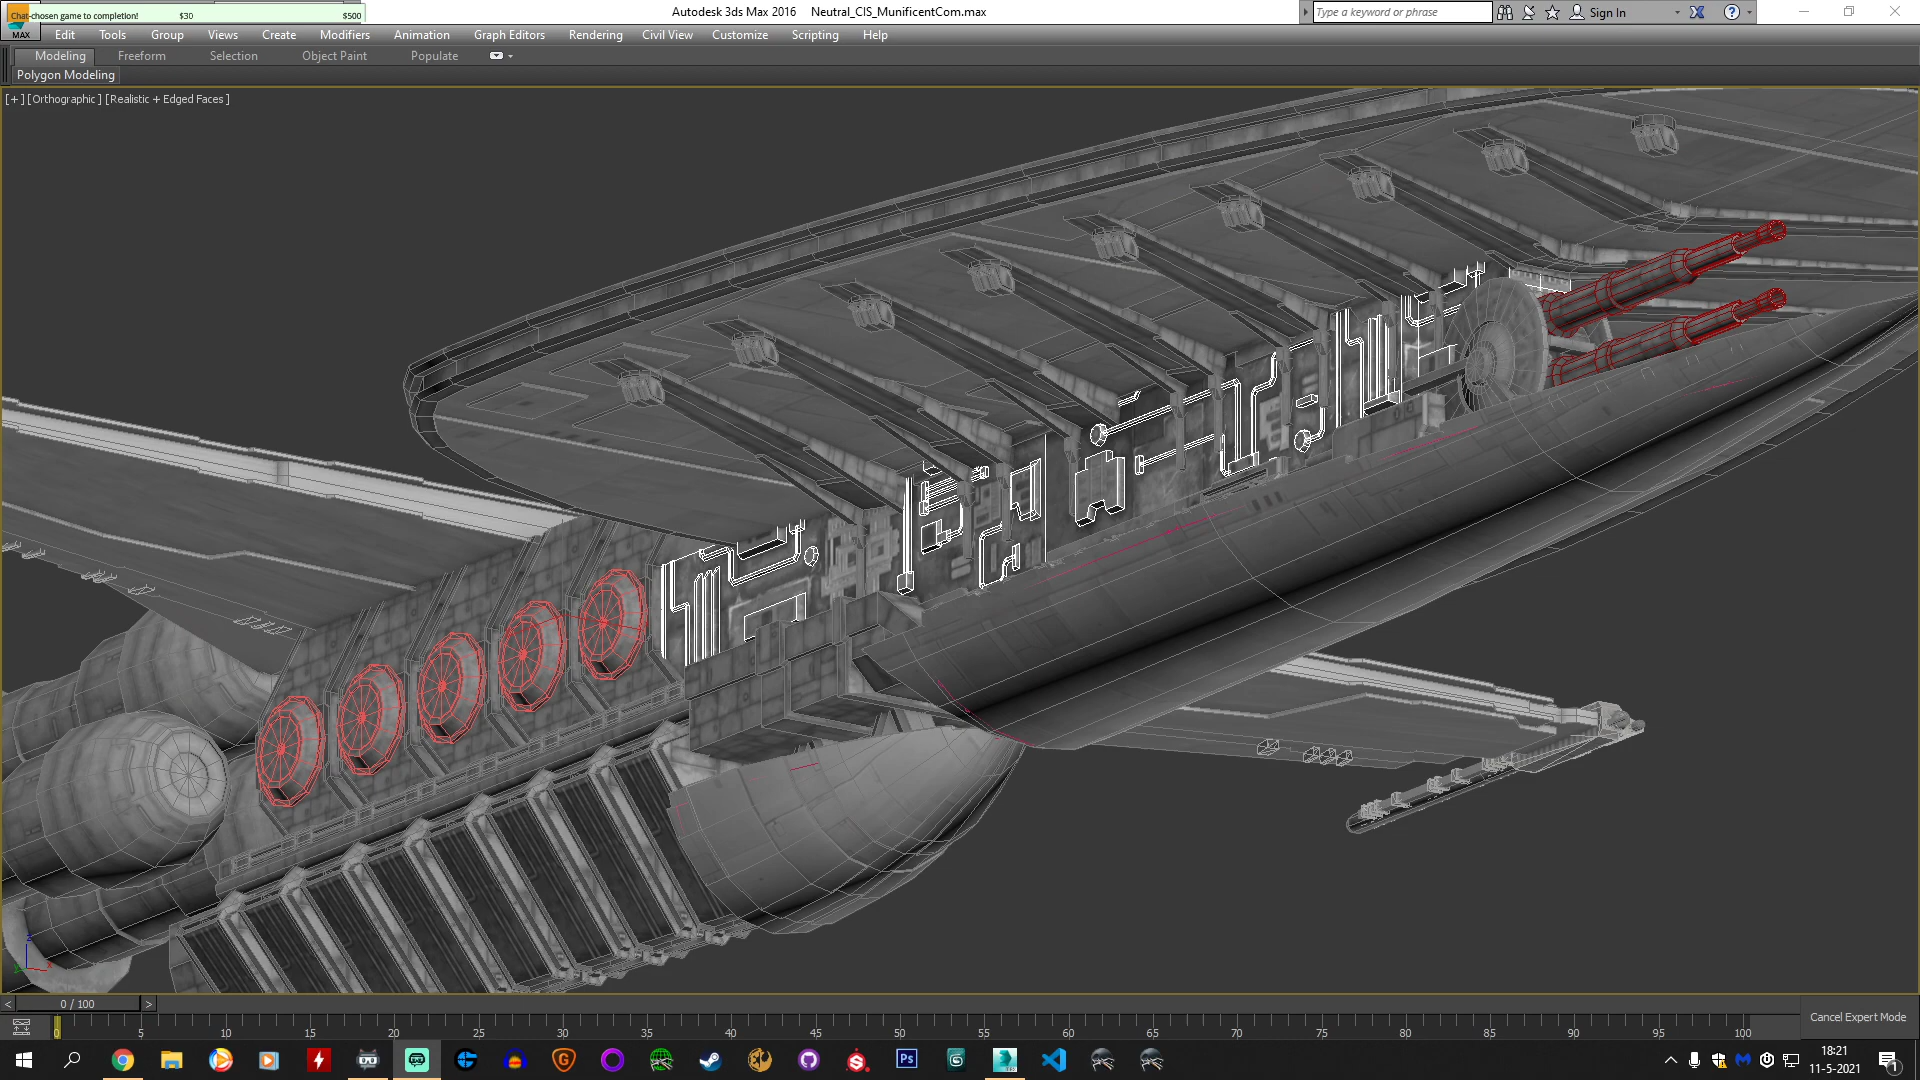 Chat-chosen game to completion! $30 $500
MAX
Autodesk 3ds Max 2016 Neutral_CIS_MunificentCom.max
Type a keyword or phrase
Sign In
Edit Tools Group Views Create Modifiers Animation Graph Editors Rendering Civil View Customize Scripting Help
Modeling Freeform Selection Object Paint Populate
Polygon Modeling
[+] [Orthographic] [Realistic + Edged Faces]
z
x
< 0 / 100 >
0 5 10 15 20 25 30 35 40 45 50 55 60 65 70 75 80 85 90 95 100
Cancel Expert Mode
Ps
G
S
18:21
11-5-2021
1